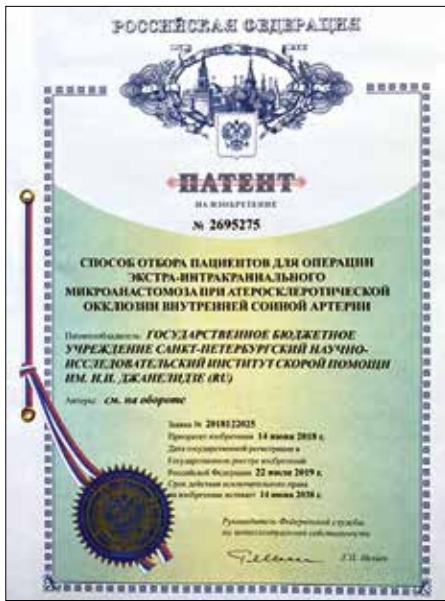 РОССИЙСКАЯ ФЕДЕРАЦИЯ
ПАТЕНТ
НА ИЗОБРЕТЕНИЕ
№ 2695275
СПОСОБ ОТБОРА ПАЦИЕНТОВ ДЛЯ ОПЕРАЦИИ
ЭКСТРА-ИНТРАКРАНИАЛЬНОГО
МИКРОАНАСТОМОЗА ПРИ АТЕРОСКЛЕРОТИЧЕСКОЙ
ОККЛЮЗИИ ВНУТРЕННЕЙ СОННОЙ АРТЕРИИ
Патентообладатель: ГОСУДАРСТВЕННОЕ БЮДЖЕТНОЕ
УЧРЕЖДЕНИЕ САНКТ-ПЕТЕРБУРГСКИЙ НАУЧНО-
ИССЛЕДОВАТЕЛЬСКИЙ ИНСТИТУТ СКОРОЙ ПОМОЩИ
ИМ. И.И. ДЖАНЕЛИДЗЕ (RU)
Авторы: см. на обороте
Заявка № 2018122025
Приоритет изобретения 14 июня 2018 г.
Дата государственной регистрации в
Государственном реестре изобретений
Российской Федерации 22 июля 2019 г.
Срок действия исключительного права
на изобретение истекает 14 июня 2038 г.
Руководитель Федеральной службы
по интеллектуальной собственности
Г.П. Ивлиев